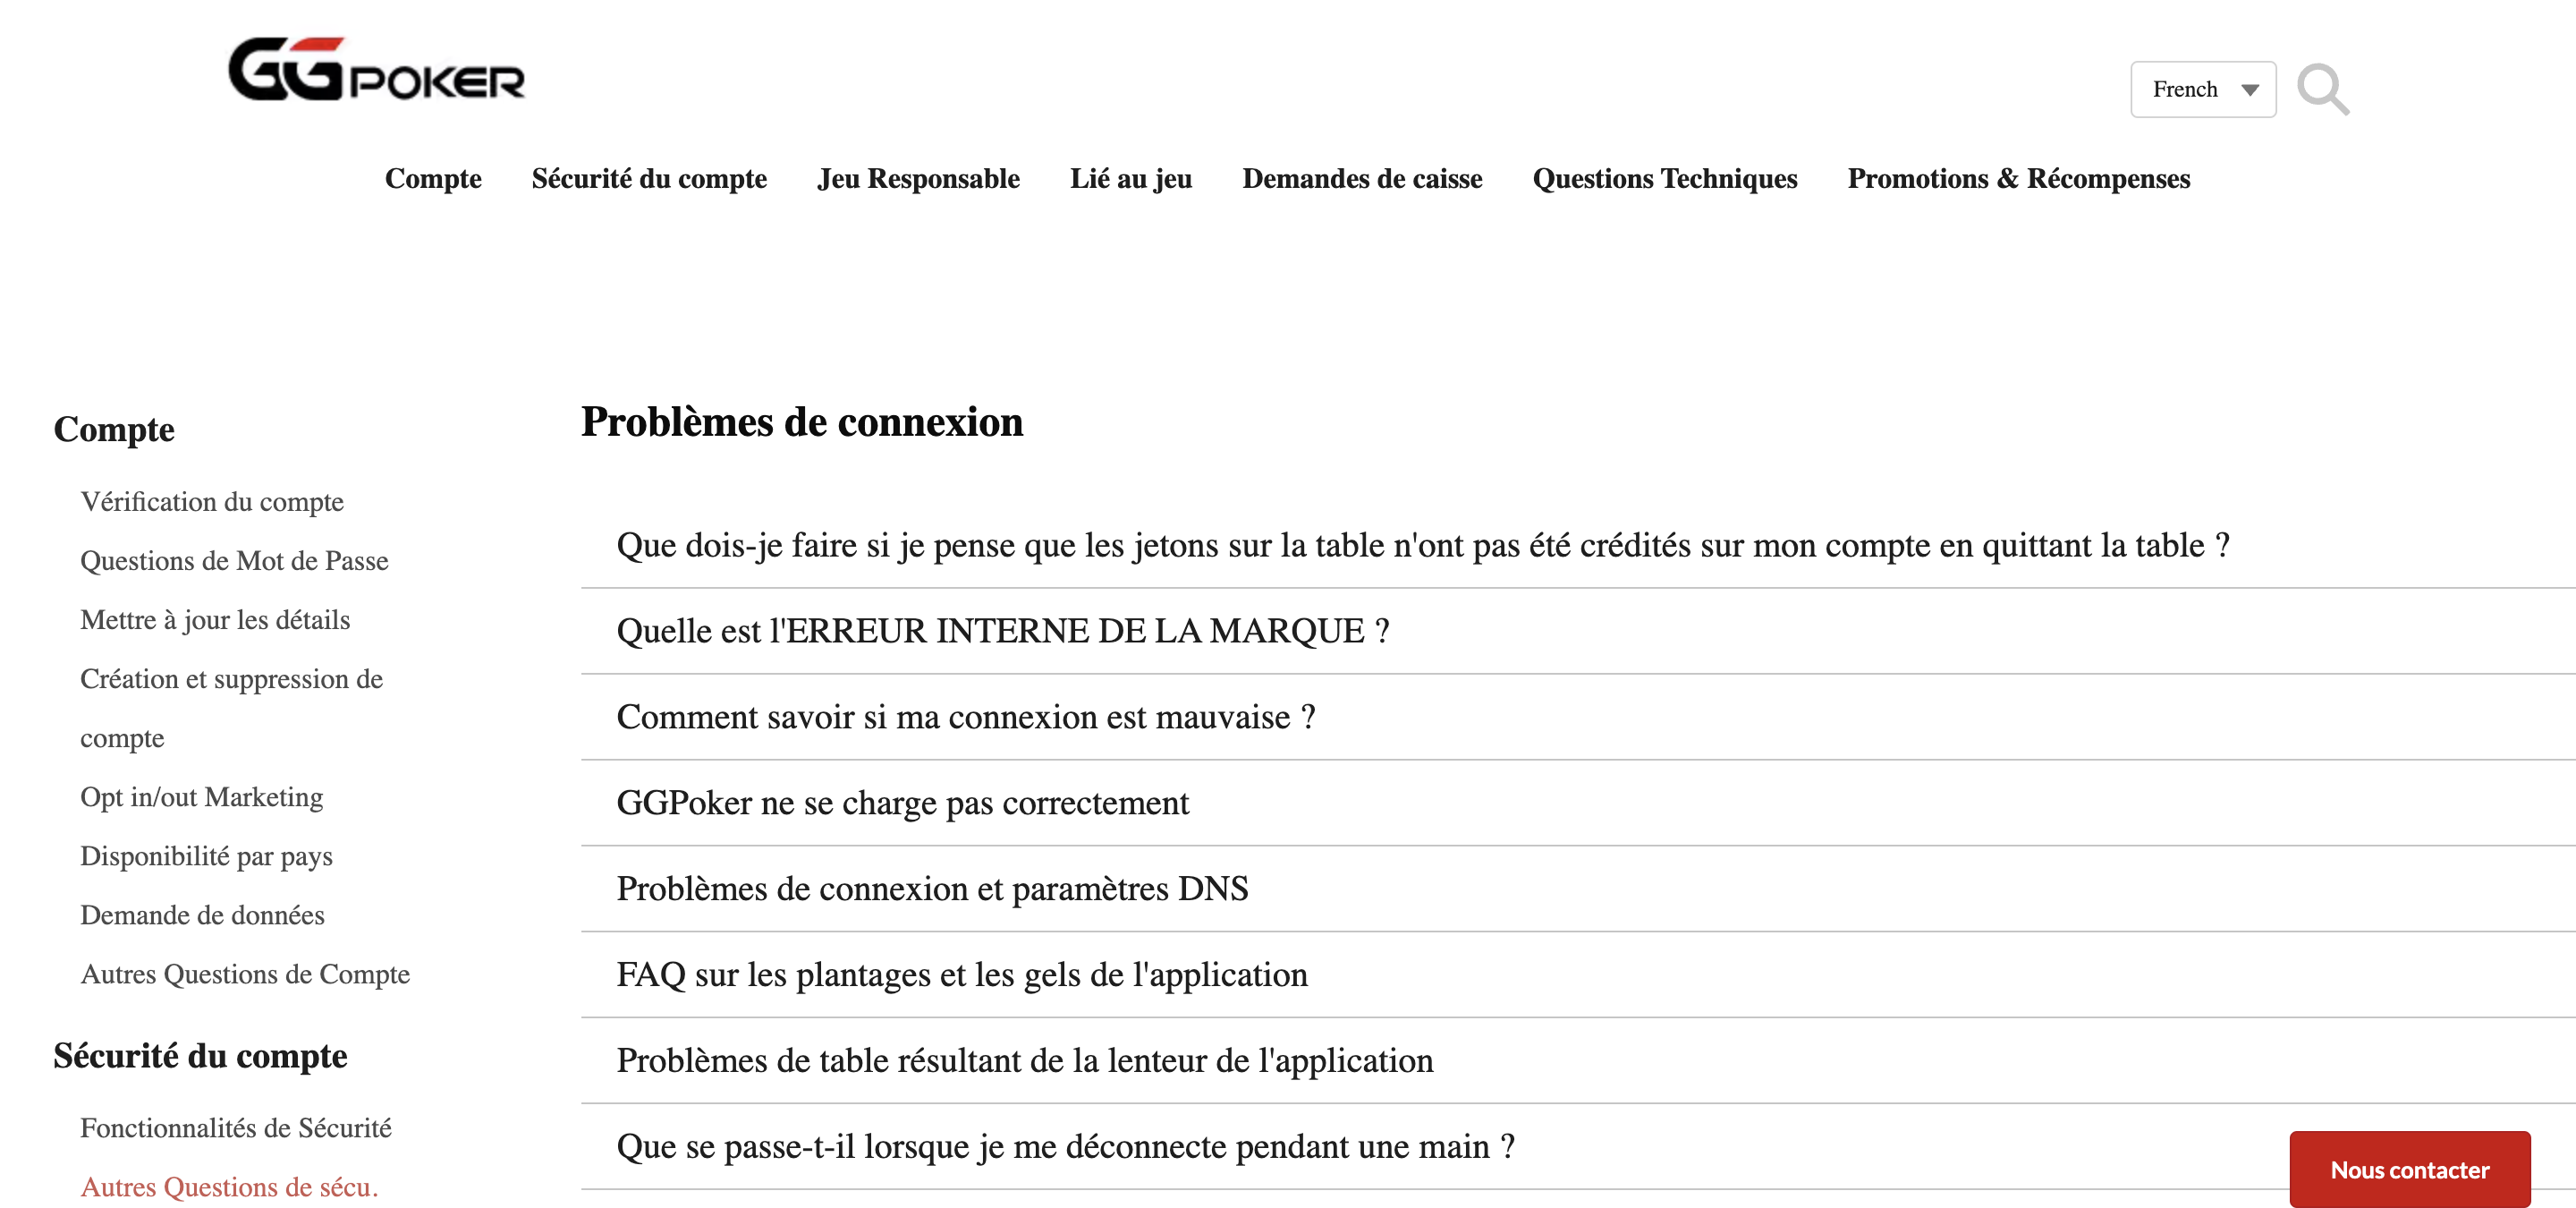 GGPOKER
French
Compte Sécurité du compte Jeu Responsable Lié au jeu Demandes de caisse Questions Techniques Promotions & Récompenses
Compte
Vérification du compte
Questions de Mot de Passe
Mettre à jour les détails
Création et suppression de
compte
Opt in/out Marketing
Disponibilité par pays
Demande de données
Autres Questions de Compte
Sécurité du compte
Fonctionnalités de Sécurité
Autres Questions de sécu.
Problèmes de connexion
Que dois-je faire si je pense que les jetons sur la table n'ont pas été crédités sur mon compte en quittant la table ?
Quelle est l'ERREUR INTERNE DE LA MARQUE ?
Comment savoir si ma connexion est mauvaise ?
GGPoker ne se charge pas correctement
Problèmes de connexion et paramètres DNS
FAQ sur les plantages et les gels de l'application
Problèmes de table résultant de la lenteur de l'application
Que se passe-t-il lorsque je me déconnecte pendant une main ?
Nous contacter